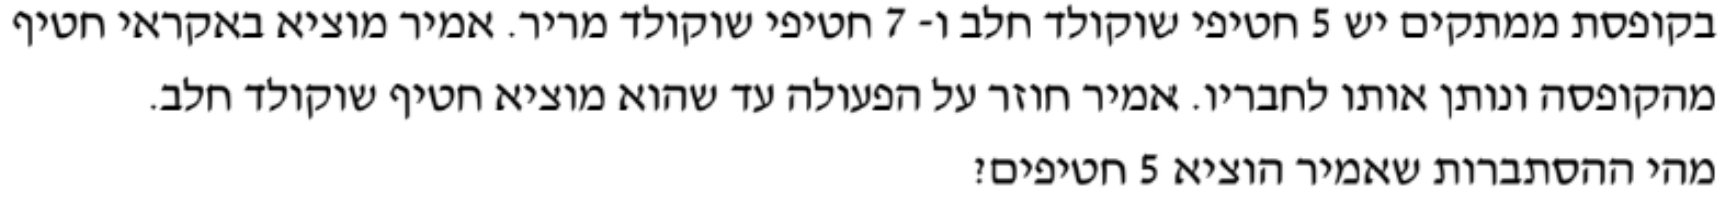 בקופסת ממתקים יש 5 חטיפי שוקולד חלב ו- 7 חטיפי שוקולד מריר. אמיר מוציא באקראי חטיף
מהקופסה ונותן אותו לחבריו. אמיר חוזר על הפעולה עד שהוא מוציא חטיף שוקולד חלב.
מהי ההסתברות שאמיר הוציא 5 חטיפים?